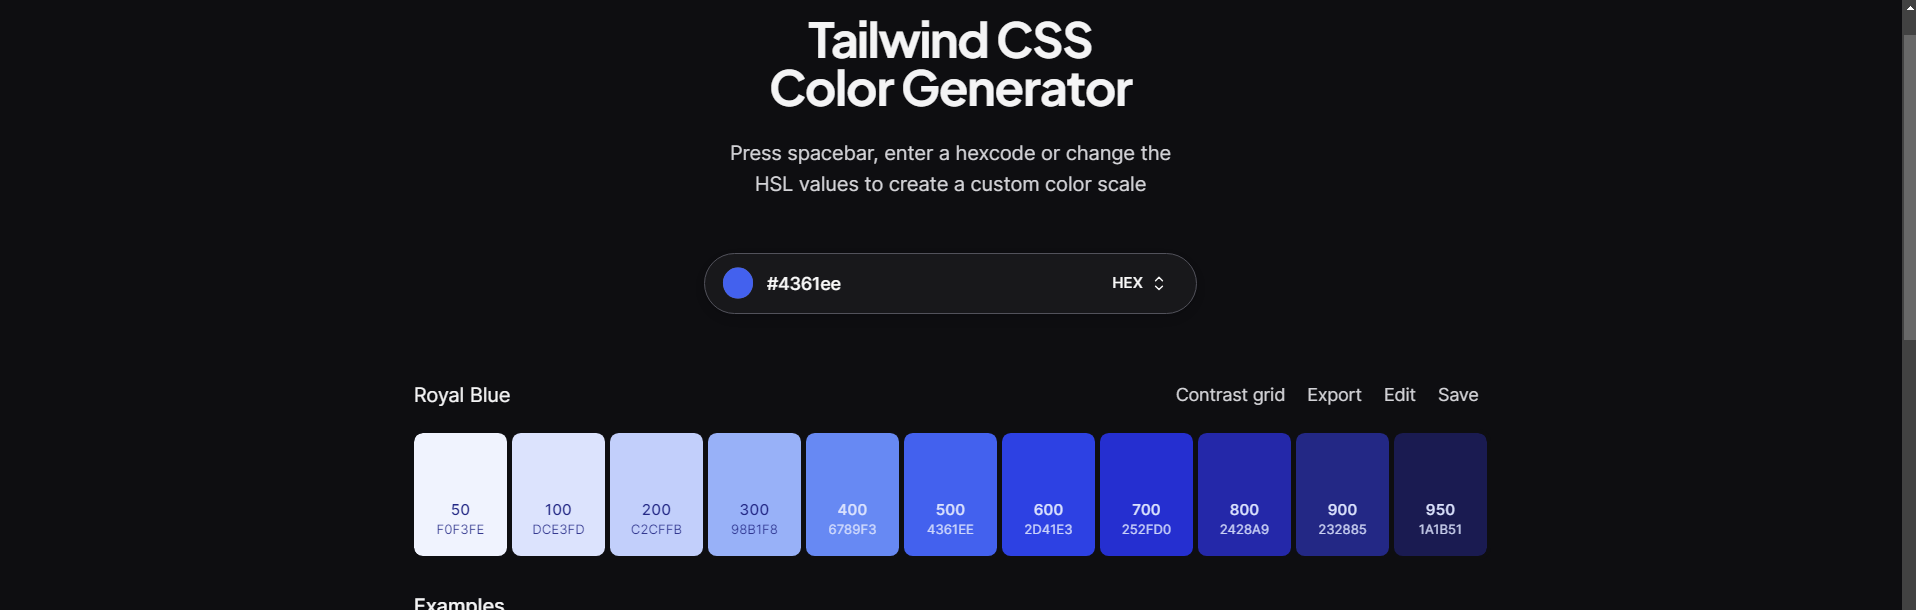 Tailwind CSS
Color Generator
Press spacebar, enter a hexcode or change the
HSL values to create a custom color scale
#4361ee HEX
Royal Blue Contrast grid Export Edit Save
50 100 200 300 400 500 600 700 800 900 950
F0F3FE DCE3FD C2CFFB 98B1F8 6789F3 4361EE 2D41E3 252FD0 2428A9 232885 1A1B51
Examples